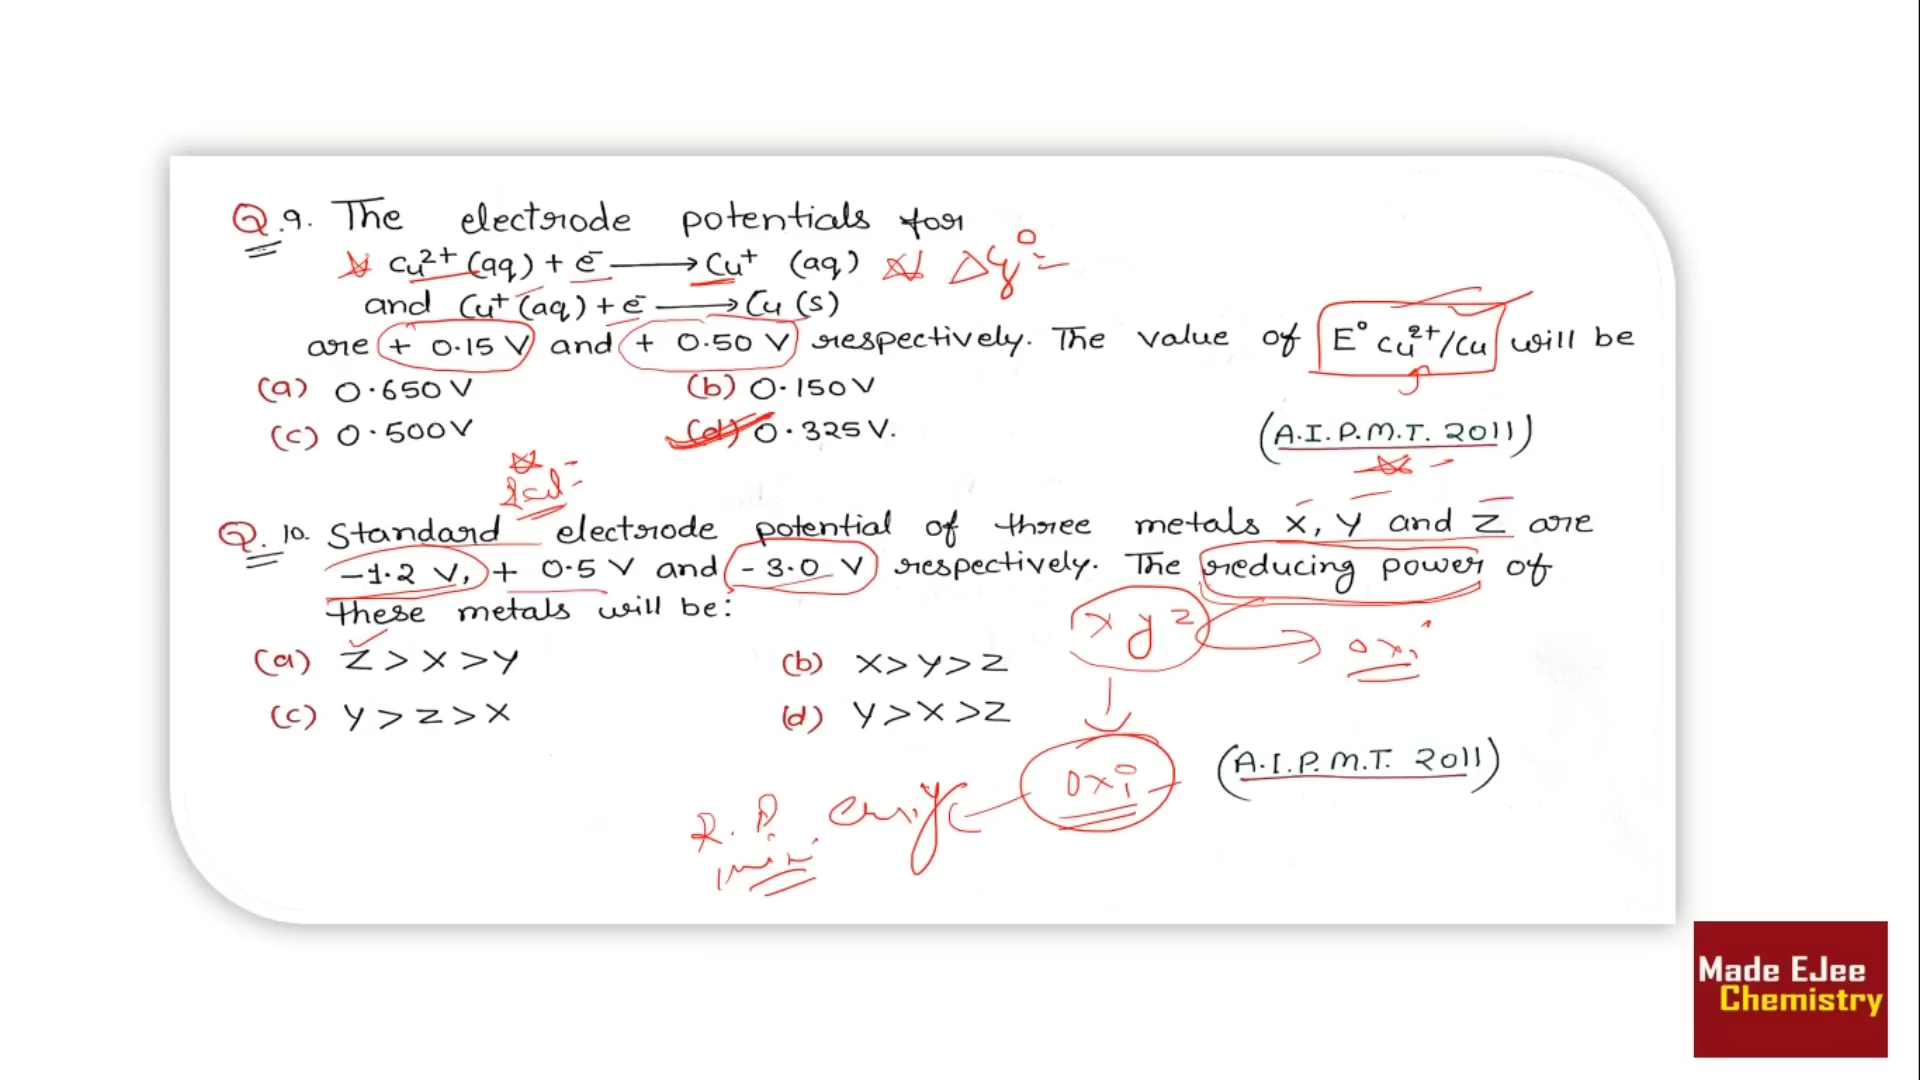 Q.9. The electrode potentials for
Cu²⁺ (aq) + e⁻ ⟶ Cu⁺ (aq) ΔG° =
and Cu⁺ (aq) + e⁻ ⟶ Cu (s)
are + 0.15 V and + 0.50 V respectively. The value of E° Cu²⁺/Cu will be
(a) 0.650 V (b) 0.150 V
(c) 0.500 V (d) 0.325 V.
(A.I.P.M.T. 2011)
Q. 10. Standard electrode potential of three metals X, Y and Z are
-1.2 V, + 0.5 V and - 3.0 V respectively. The reducing power of
these metals will be:
x y z
oxi
(a) Z > X > Y (b) X > Y > Z
(c) Y > Z > X (d) Y > X > Z
oxi
(A.I.P.M.T. 2011)
R.P.
Made EJee
Chemistry